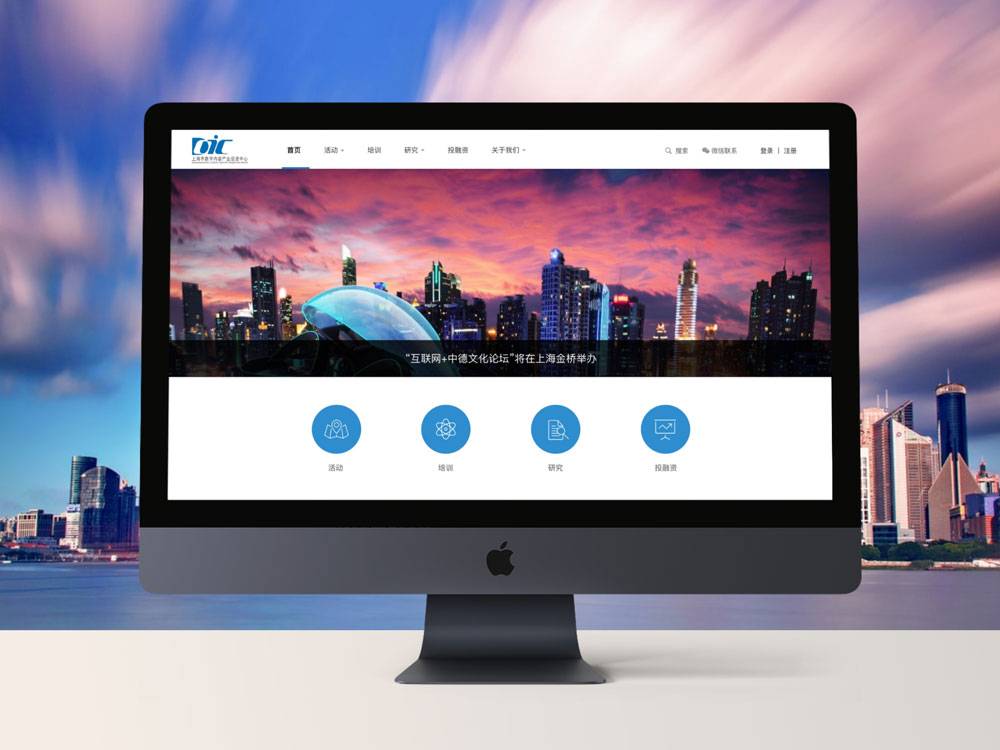 Dic
上海市数字内容产业促进中心
首页
活动
培训
研究
投融资
关于我们
搜索
微信联系
登录 | 注册
“互联网+中德文化论坛”将在上海金桥举办
活动
培训
研究
投融资